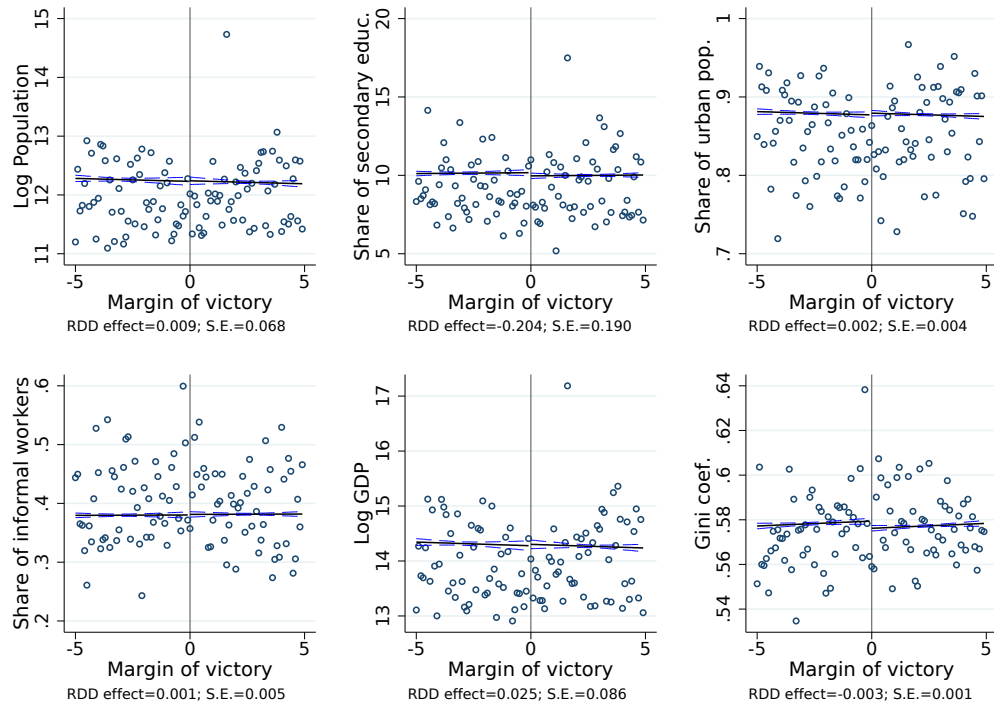 Log Population
15
14
13
12
11
-5
0
5
Margin of victory
RDD effect=0.009; S.E.=0.068
Share of secondary educ.
20
15
10
5
-5
0
5
Margin of victory
RDD effect=-0.204; S.E.=0.190
Share of urban pop.
1
.9
.8
.7
-5
0
5
Margin of victory
RDD effect=0.002; S.E.=0.004
Share of informal workers
.6
.5
.4
.3
.2
-5
0
5
Margin of victory
RDD effect=0.001; S.E.=0.005
Log GDP
17
16
15
14
13
-5
0
5
Margin of victory
RDD effect=0.025; S.E.=0.086
Gini coef.
.64
.62
.6
.58
.56
.54
-5
0
5
Margin of victory
RDD effect=-0.003; S.E.=0.001